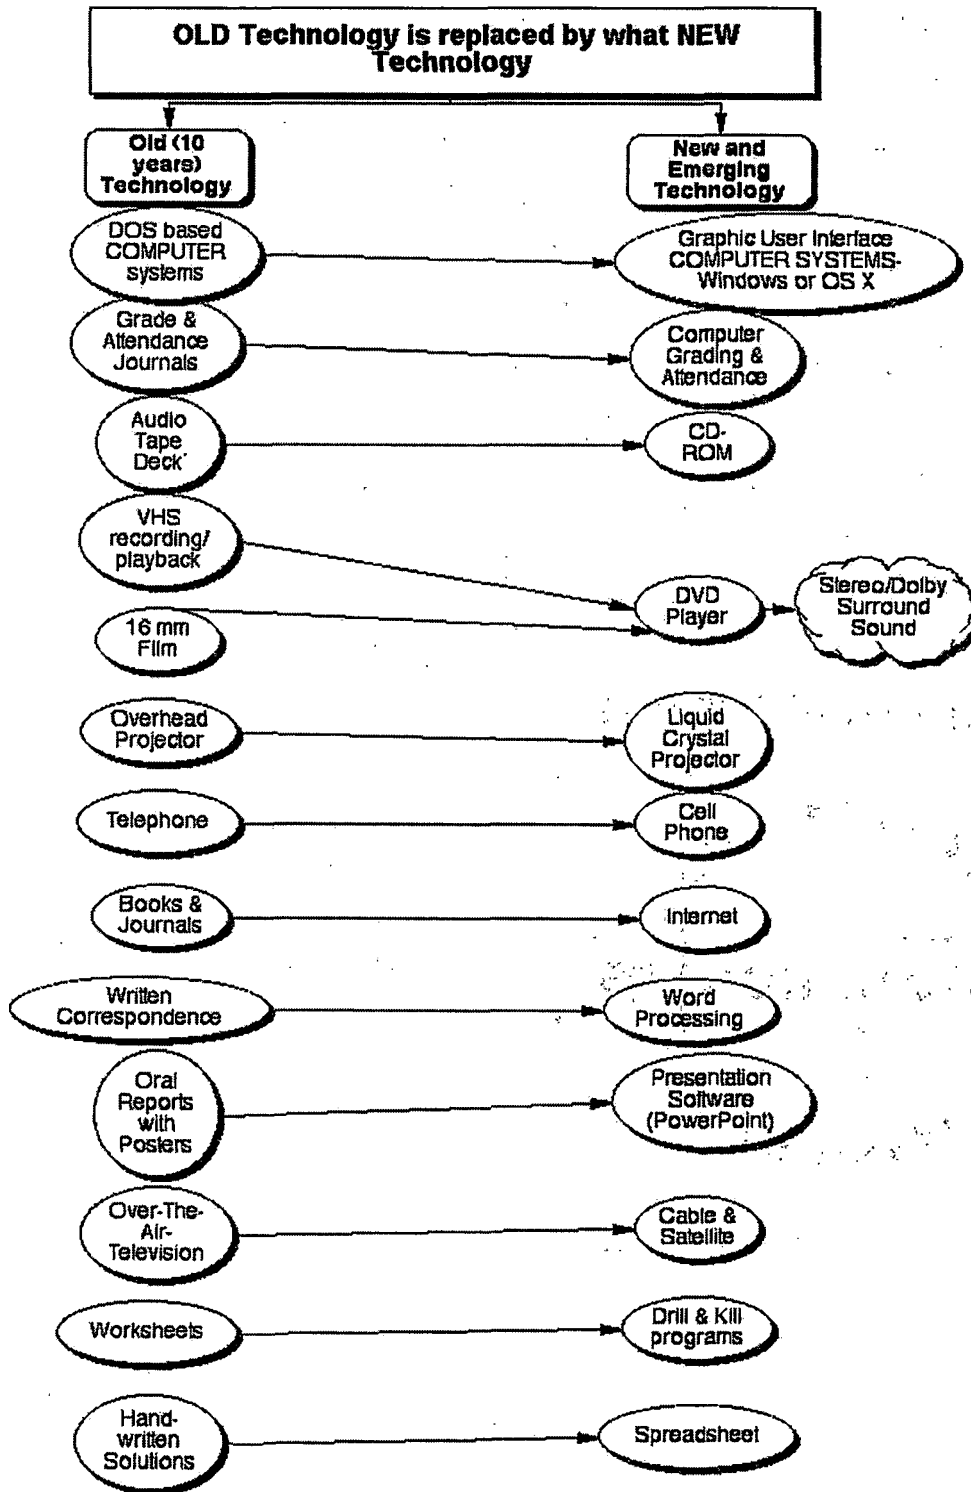 OLD Technology is replaced by what NEW
Technology
Old (10
years)
Technology
New and
Emerging
Technology
DOS based
COMPUTER
systems
Graphic User Interface
COMPUTER SYSTEMS-
Windows or OS X
Grade &
Attendance
Journals
Computer
Grading &
Attendance
Audio
Tape
Deck
CD-
ROM
VHS
recording/
playback
DVD
Player
Stereo/Dolby
Surround
Sound
16 mm
Film
Overhead
Projector
Liquid
Crystal
Projector
Telephone
Cell
Phone
Books &
Journals
Internet
Written
Correspondence
Word
Processing
Oral
Reports
with
Posters
Presentation
Software
(PowerPoint)
Over-The-
Air-
Television
Cable &
Satellite
Worksheets
Drill & Kill
programs
Hand-
written
Solutions
Spreadsheet